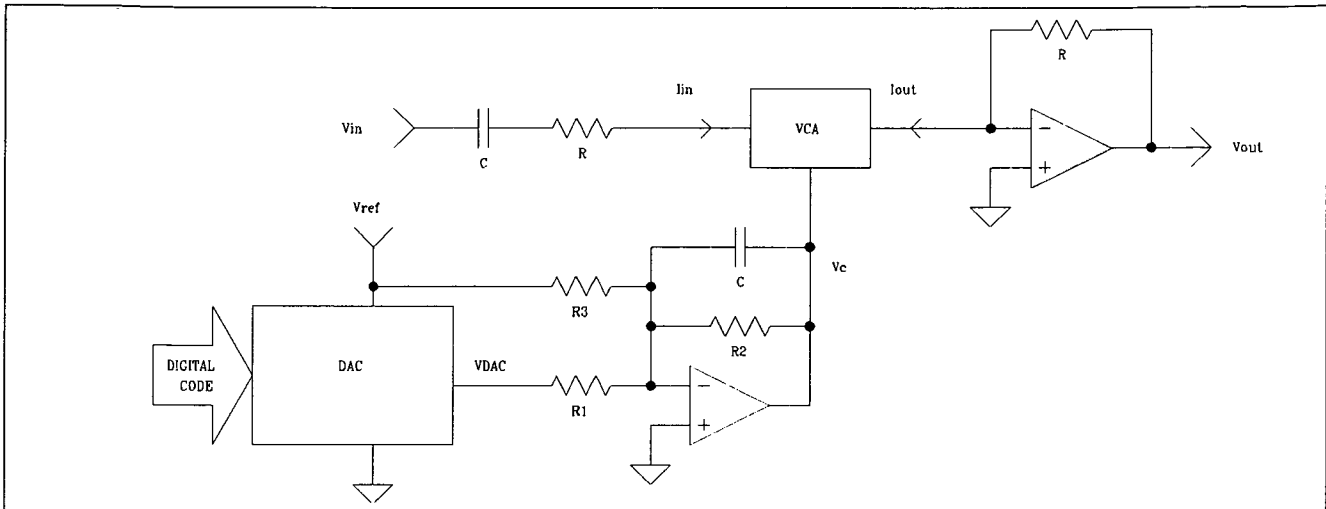 R
Iin
Iout
Vin
VCA
C
R
Vout
−
+
Vref
C
Vc
R3
R2
DIGITAL
CODE
DAC
VDAC
R1
−
+